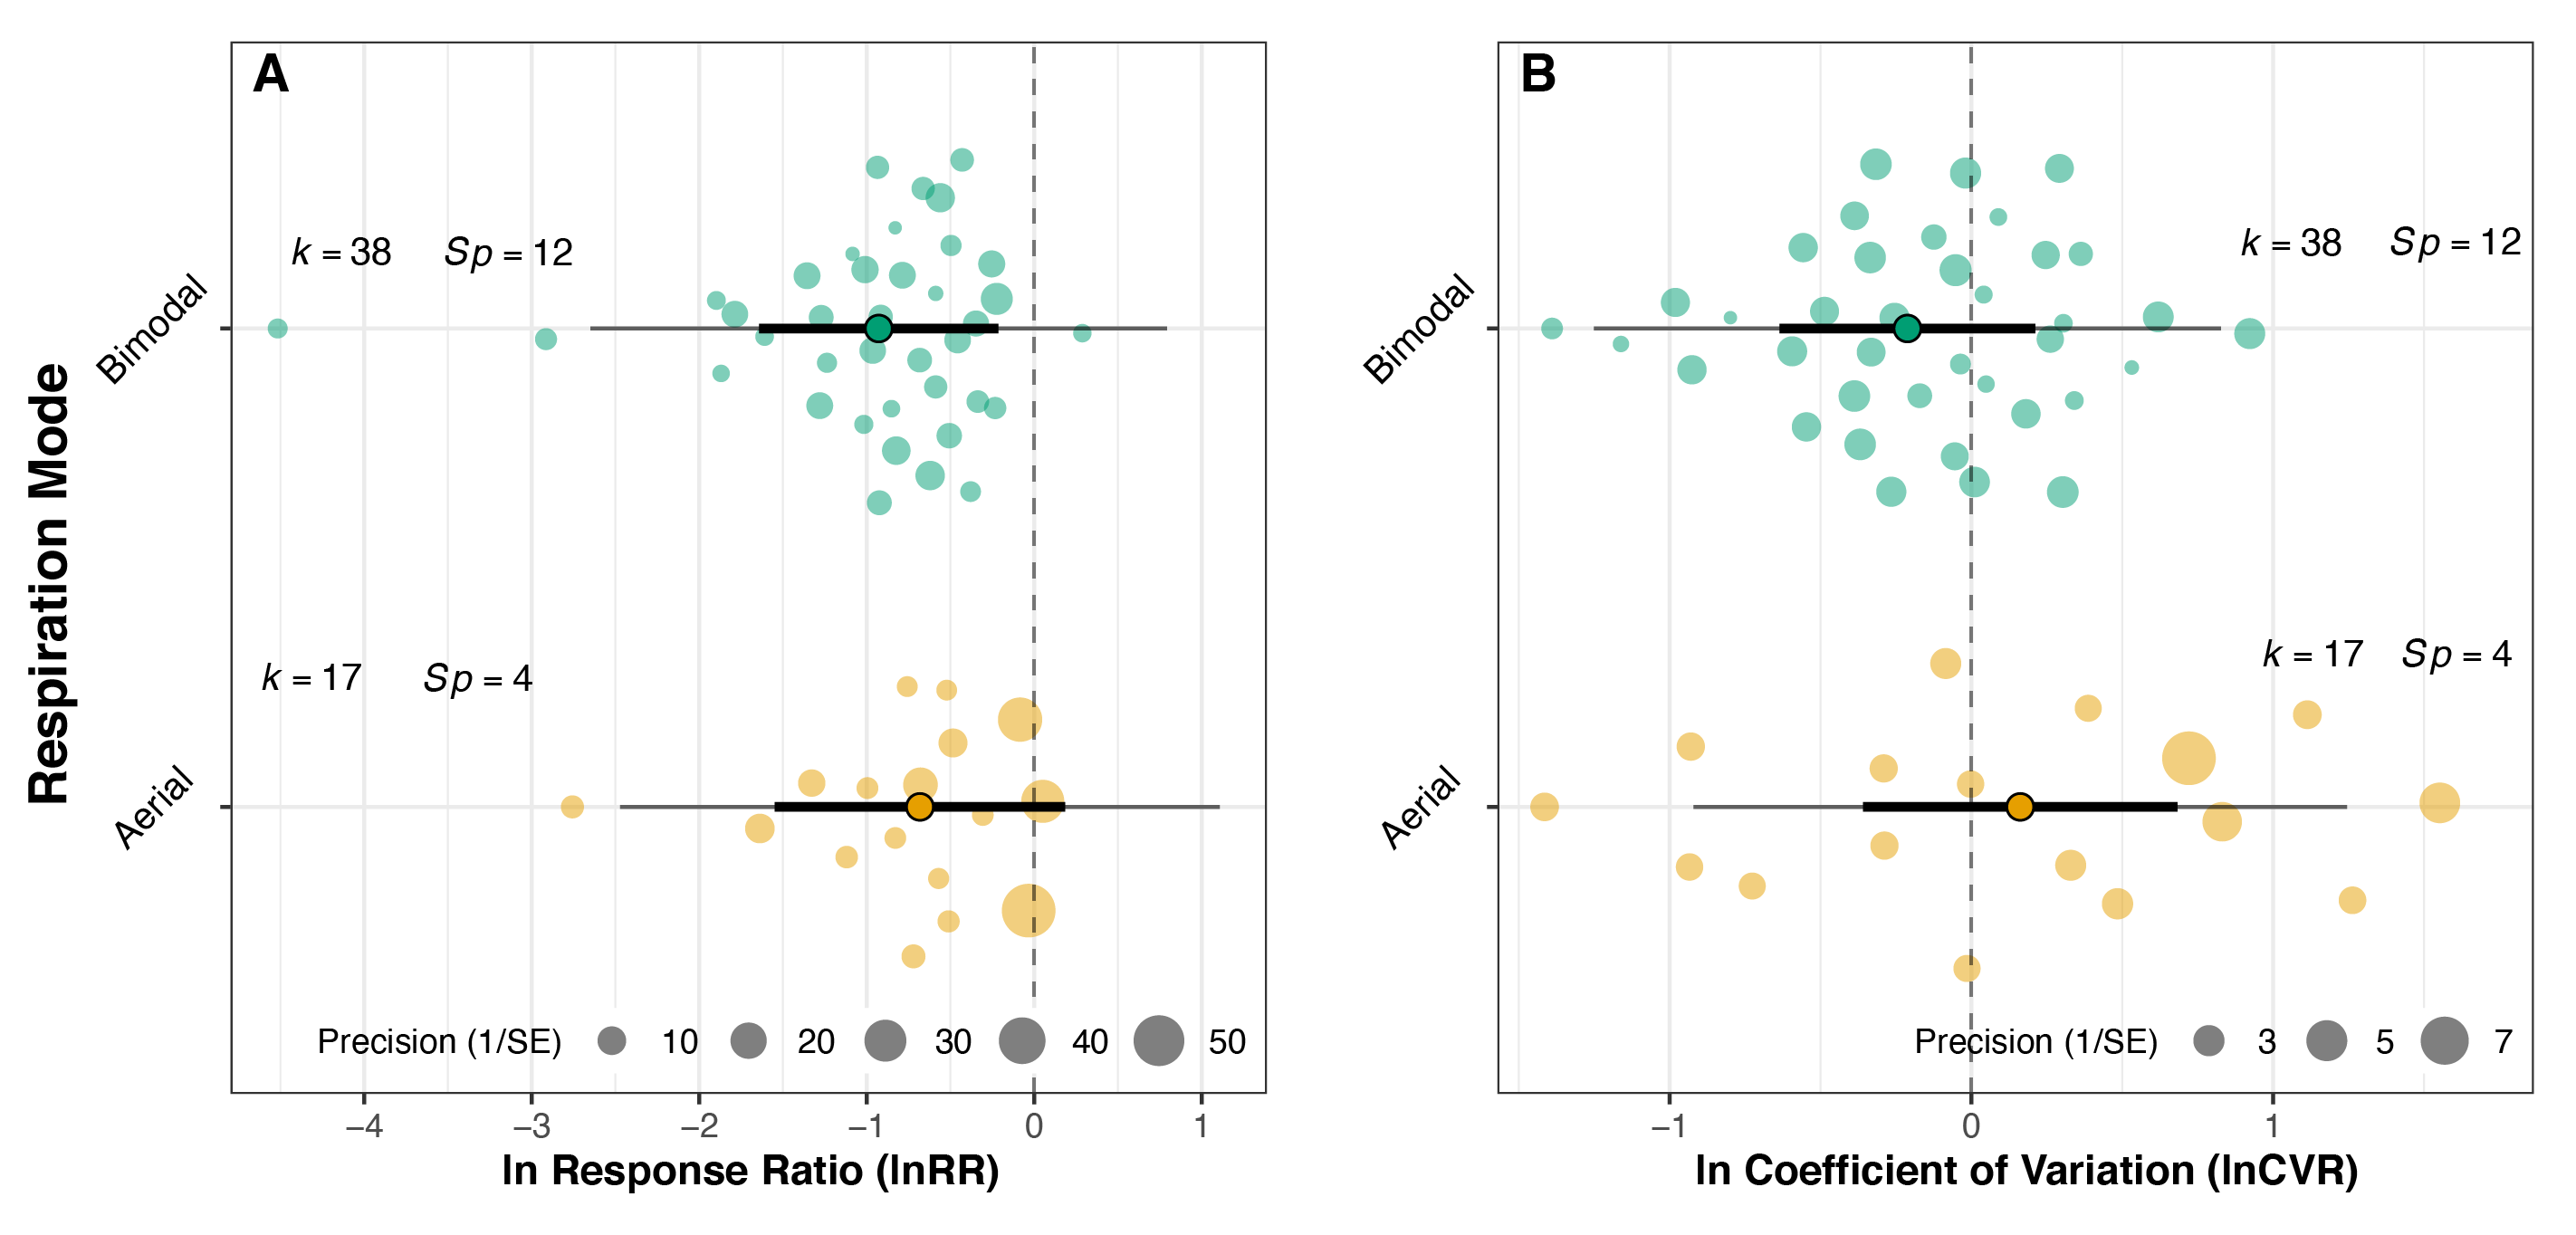 A
B
Respiration Mode
Bimodal
k = 38 Sp = 12
Aerial
k = 17 Sp = 4
Precision (1/SE) 10 20 30 40 50
−4 −3 −2 −1 0 1
ln Response Ratio (lnRR)
Bimodal
k = 38 Sp = 12
Aerial
k = 17 Sp = 4
Precision (1/SE) 3 5 7
−1 0 1
ln Coefficient of Variation (lnCVR)